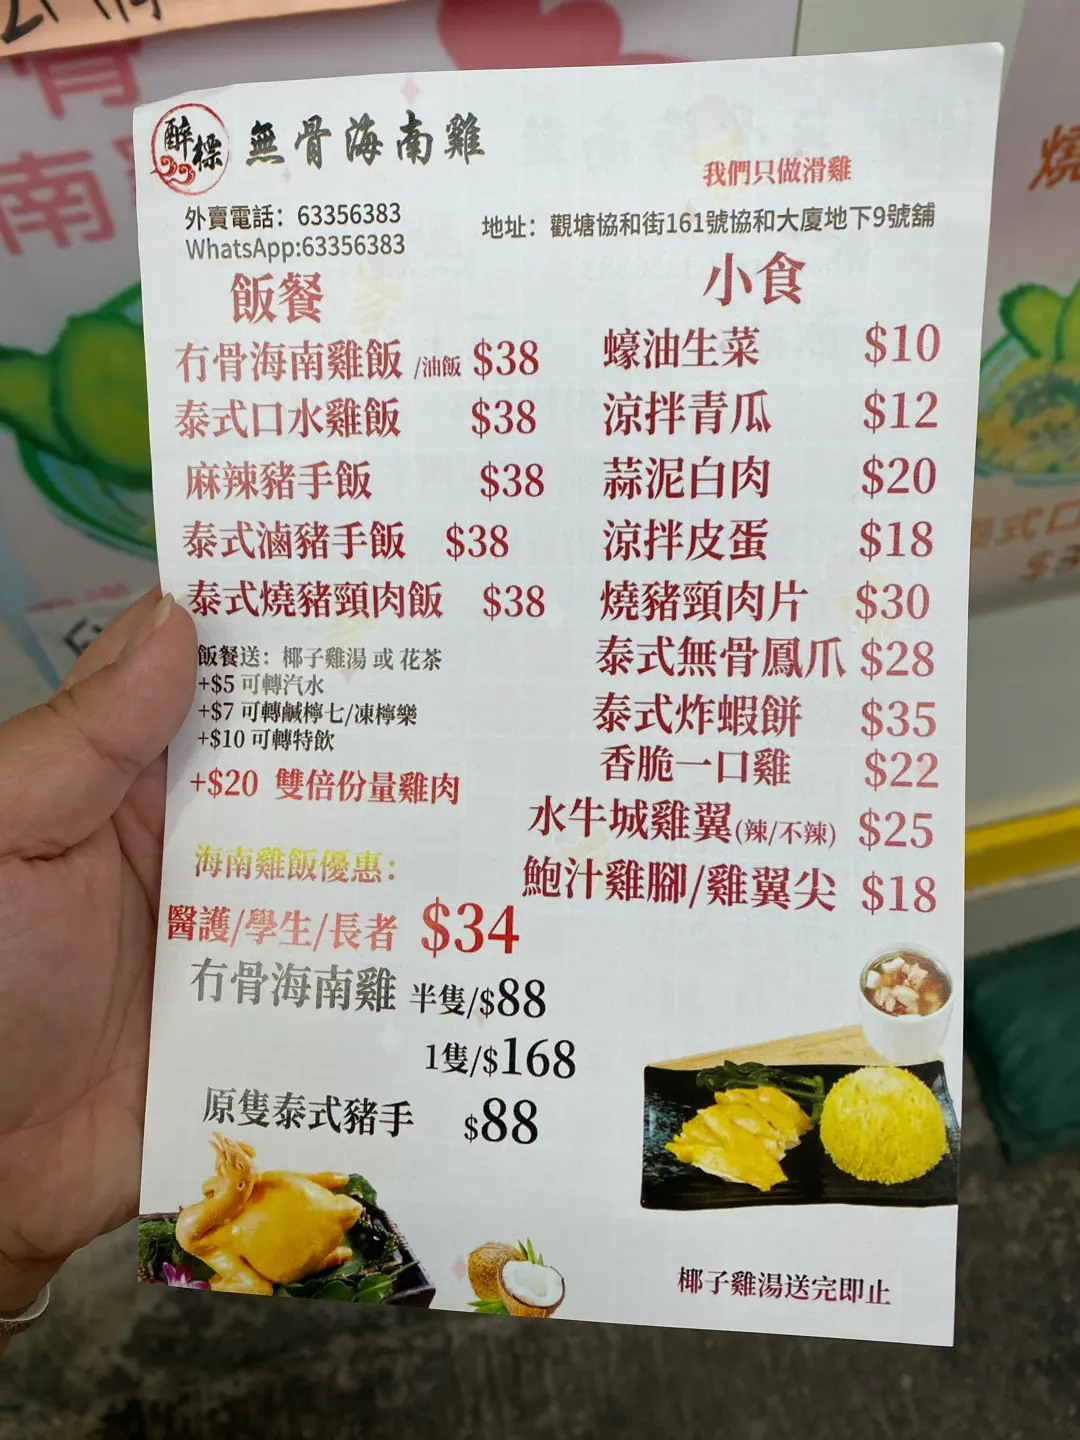 醉標
無骨海南雞
我們只做滑雞
外賣電話：63356383
WhatsApp:63356383
地址：觀塘協和街161號協和大廈地下9號舖
飯餐
冇骨海南雞飯/油飯 $38
泰式口水雞飯 $38
麻辣豬手飯 $38
泰式滷豬手飯 $38
泰式燒豬頸肉飯 $38
飯餐送：椰子雞湯 或 花茶
+$5 可轉汽水
+$7 可轉鹹檸七/凍檸樂
+$10 可轉特飲
+$20 雙倍份量雞肉
海南雞飯優惠：
醫護/學生/長者 $34
冇骨海南雞 半隻/$88
1隻/$168
原隻泰式豬手 $88
小食
蠔油生菜 $10
涼拌青瓜 $12
蒜泥白肉 $20
涼拌皮蛋 $18
燒豬頸肉片 $30
泰式無骨鳳爪 $28
泰式炸蝦餅 $35
香脆一口雞 $22
水牛城雞翼(辣/不辣) $25
鮑汁雞腳/雞翼尖 $18
椰子雞湯送完即止
骨
南
燒
式口